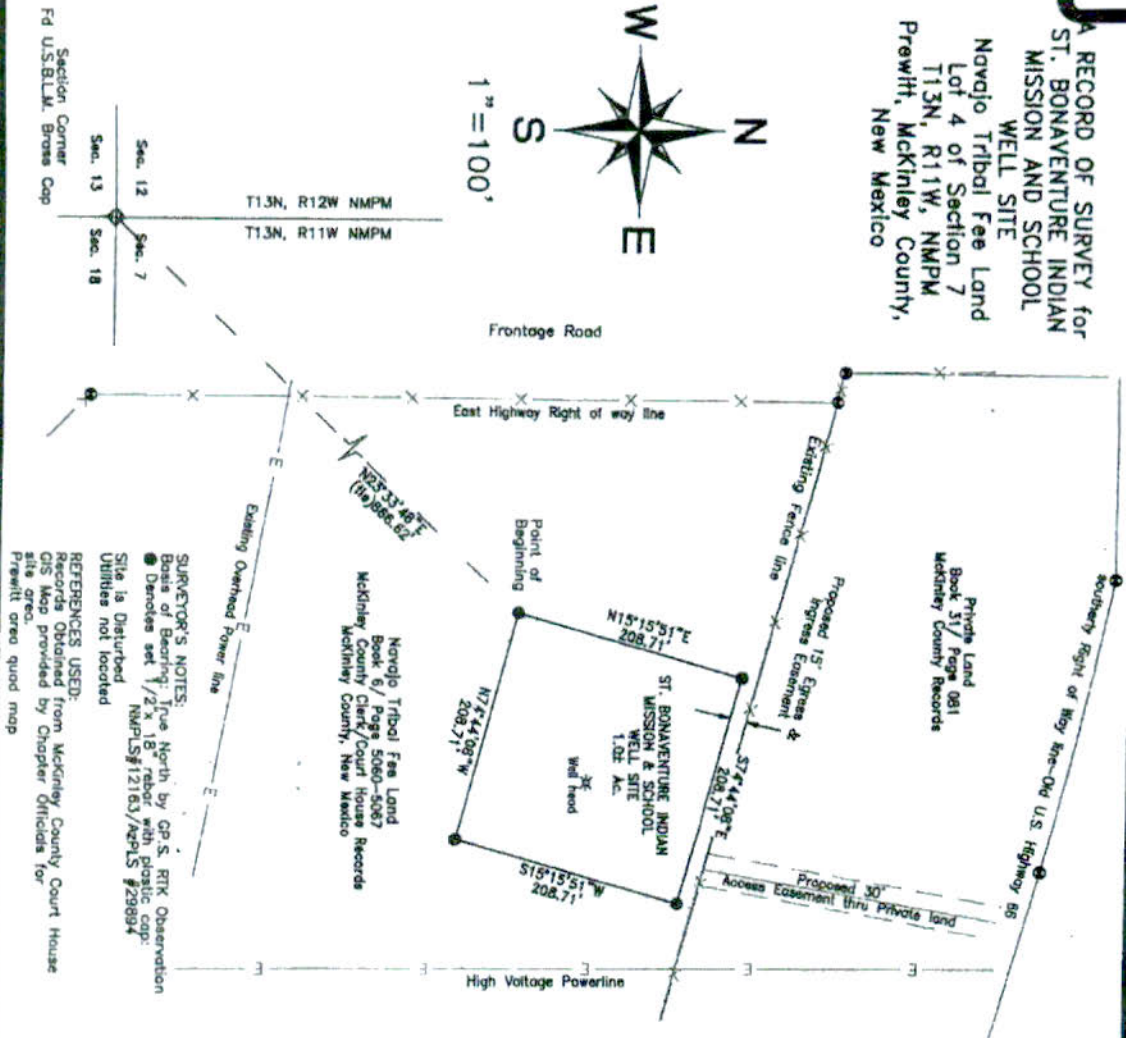 A RECORD OF SURVEY for
ST. BONAVENTURE INDIAN
MISSION AND SCHOOL
WELL SITE
Navajo Tribal Fee Land
Lot 4 of Section 7
T13N, R11W, NMPM
Prewitt, McKinley County,
New Mexico
N
W
E
S
1"=100'
Sec. 12
Sec. 7
Sec. 13
Sec. 18
Section Corner
Fd U.S.B.L.M. Brass Cap
T13N, R12W NMPM
T13N, R11W NMPM
Frontage Road
East Highway Right of way line
Existing Fence line
Private Land
Book 31/ Page 081
McKinley County Records
Southerly Right of Way line-Old U.S. Highway 66
Proposed 15' Egress &
Ingress Easement
Proposed 30'
Access Easement thru Private land
N23°33'48"E
(tie)866.62'
Point of
Beginning
N15°15'51"E
208.71'
S74°44'08"E
208.71'
S15°15'51"W
208.71'
N74°44'08"W
208.71'
ST. BONAVENTURE INDIAN
MISSION & SCHOOL
WELL SITE
1.0± Ac.
Well head
Navajo Tribal Fee Land
Book 6/ Page 5060-5067
McKinley County Clerk/Court House Records
McKinley County, New Mexico
E
E
Existing Overhead Power line
E
E
E
E
E
E
E
High Voltage Powerline
SURVEYOR'S NOTES:
Basis of Bearing: True North by GP.S. RTK Observation
Denotes set 1/2"x 18" rebar with plastic cap:
NMPLS#12163/AzPLS #29894
Site is Disturbed
Utilities not located
REFERENCES USED:
Records Obtained from McKinley County Court House
GIS Map provided by Chapter Officials for
site area.
Prewitt area quad map